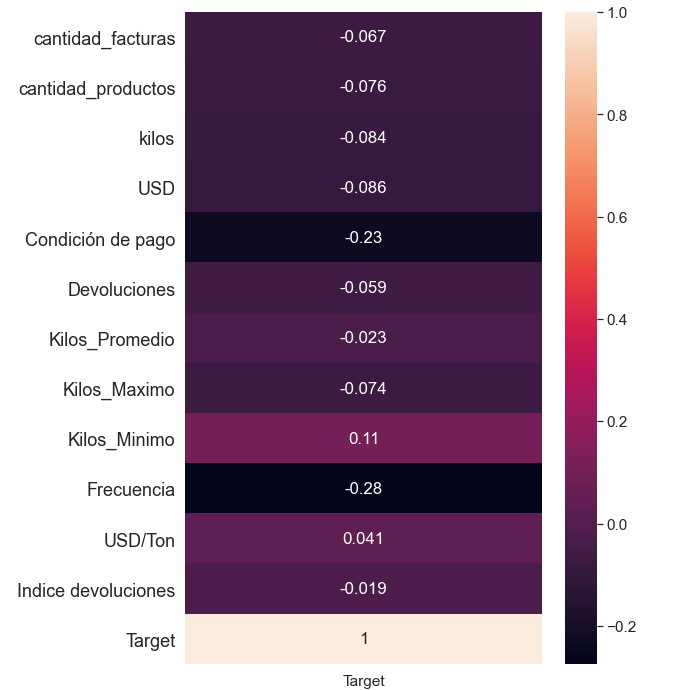 cantidad_facturas -0.067
cantidad_productos -0.076
kilos -0.084
USD -0.086
Condición de pago -0.23
Devoluciones -0.059
Kilos_Promedio -0.023
Kilos_Maximo -0.074
Kilos_Minimo 0.11
Frecuencia -0.28
USD/Ton 0.041
Indice devoluciones -0.019
Target 1
Target
1.0
0.8
0.6
0.4
0.2
0.0
−0.2